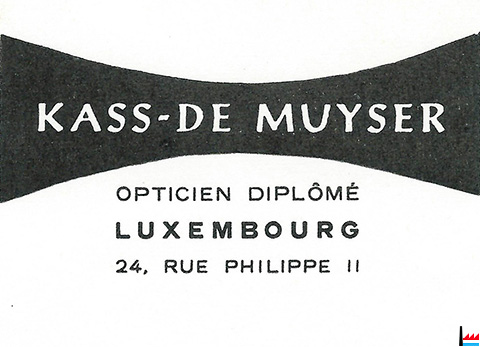 KASS-DE MUYSER
OPTICIEN DIPLÔMÉ
LUXEMBOURG
24, RUE PHILIPPE II